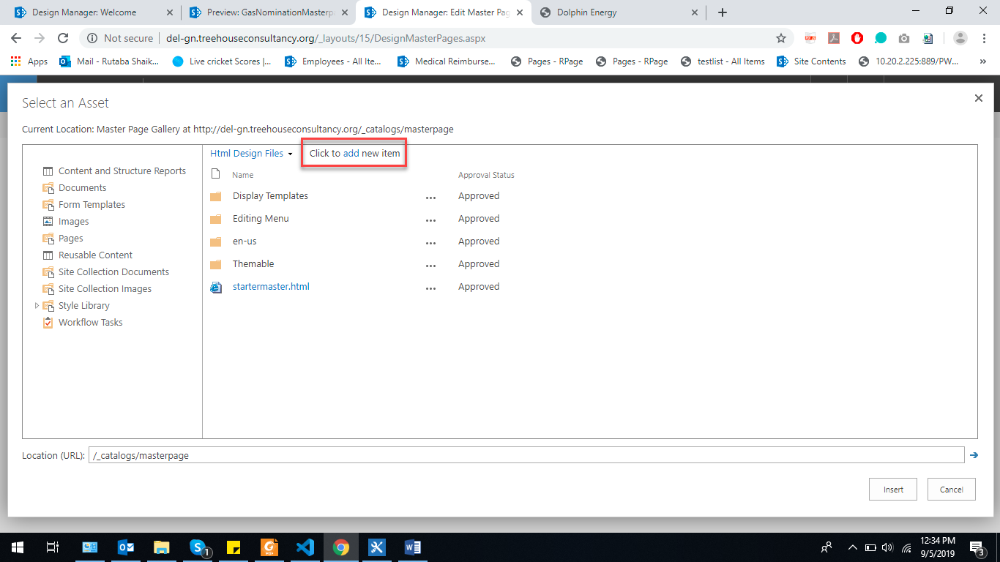 Design Manager: Welcome
Preview: GasNominationMasterpa
Design Manager: Edit Master Pag
Dolphin Energy
Not secure
del-gn.treehouseconsultancy.org/_layouts/15/DesignMasterPages.aspx
Apps
Mail - Rutaba Shaik...
Live cricket Scores |...
Employees - All Ite...
Medical Reimburse...
Pages - RPage
Pages - RPage
testlist - All Items
Site Contents
10.20.2.225:889/PW...
Select an Asset
Current Location: Master Page Gallery at http://del-gn.treehouseconsultancy.org/_catalogs/masterpage
Content and Structure Reports
Documents
Form Templates
Images
Pages
Reusable Content
Site Collection Documents
Site Collection Images
Style Library
Workflow Tasks
Html Design Files
Click to add new item
Name
Approval Status
Display Templates
...
Approved
Editing Menu
...
Approved
en-us
...
Approved
Themable
...
Approved
startermaster.html
...
Approved
Location (URL):
/_catalogs/masterpage
Insert
Cancel
1
12:34 PM
9/5/2019
3